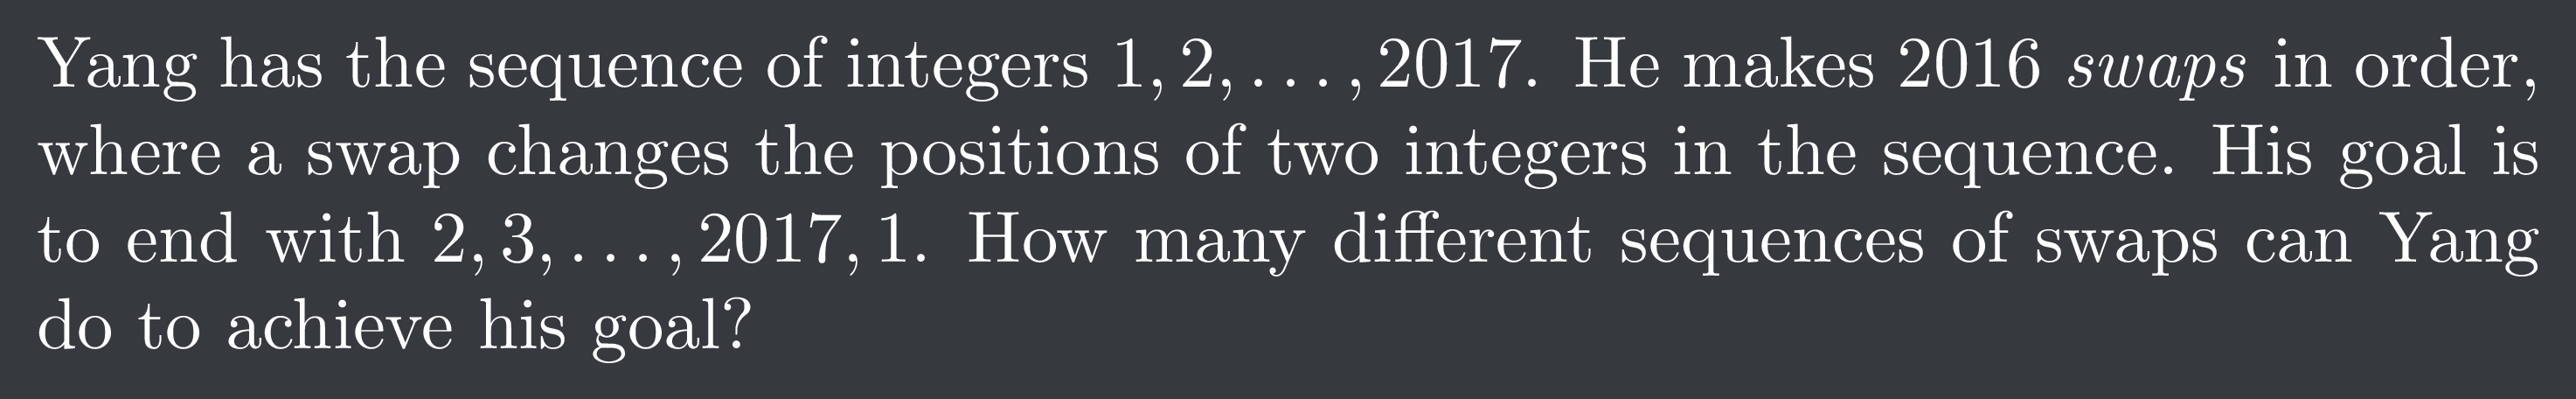 Yang has the sequence of integers 1, 2, . . . , 2017. He makes 2016 swaps in order,
where a swap changes the positions of two integers in the sequence. His goal is
to end with 2, 3, . . . , 2017, 1. How many different sequences of swaps can Yang
do to achieve his goal?